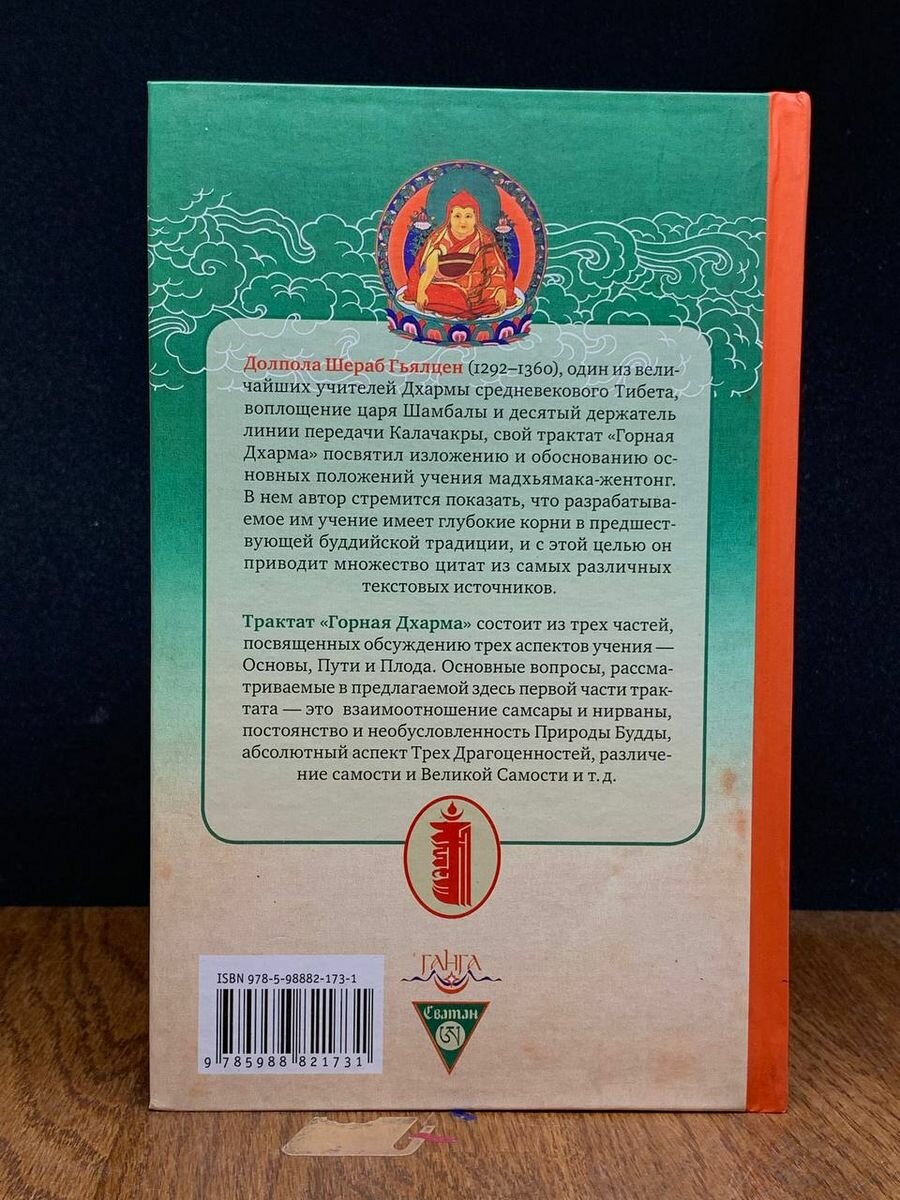 Долпола Шераб Гьялцен (1292–1360), один из вели-
чайших учителей Дхармы средневекового Тибета,
воплощение царя Шамбалы и десятый держатель
линии передачи Калачакры, свой трактат «Горная
Дхарма» посвятил изложению и обоснованию ос-
новных положений учения мадхьямака-жентонг.
В нем автор стремится показать, что разрабатыва-
емое им учение имеет глубокие корни в предшест-
вующей буддийской традиции, и с этой целью он
приводит множество цитат из самых различных
текстовых источников.
Трактат «Горная Дхарма» состоит из трех частей,
посвященных обсуждению трех аспектов учения —
Основы, Пути и Плода. Основные вопросы, рассма-
триваемые в предлагаемой здесь первой части трак-
тата — это взаимоотношение самсары и нирваны,
постоянство и необусловленность Природы Будды,
абсолютный аспект Трех Драгоценностей, различе-
ние самости и Великой Самости и т. д.
ГАНГА
Сватан
ISBN 978-5-98882-173-1
9 785988 821731